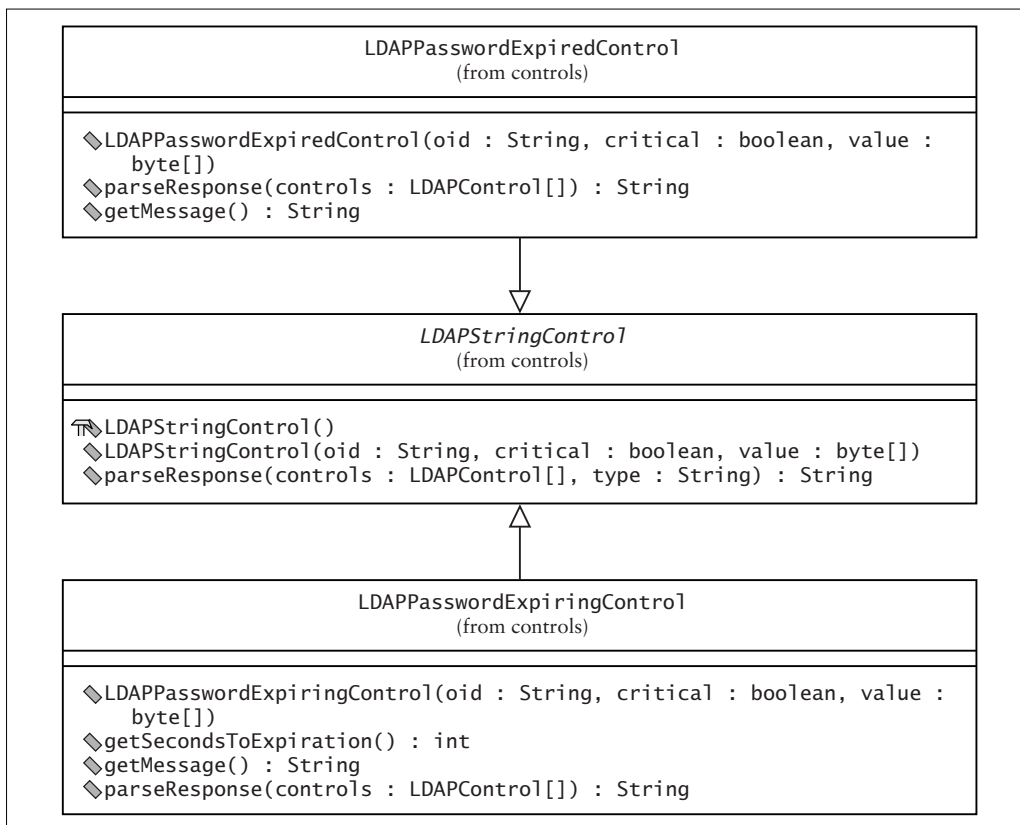 LDAPPasswordExpiredControl
(from controls)
LDAPPasswordExpiredControl(oid : String, critical : boolean, value :
byte[])
parseResponse(controls : LDAPControl[]) : String
getMessage() : String
LDAPStringControl
(from controls)
LDAPStringControl()
LDAPStringControl(oid : String, critical : boolean, value : byte[])
parseResponse(controls : LDAPControl[], type : String) : String
LDAPPasswordExpiringControl
(from controls)
LDAPPasswordExpiringControl(oid : String, critical : boolean, value :
byte[])
getSecondsToExpiration() : int
getMessage() : String
parseResponse(controls : LDAPControl[]) : String